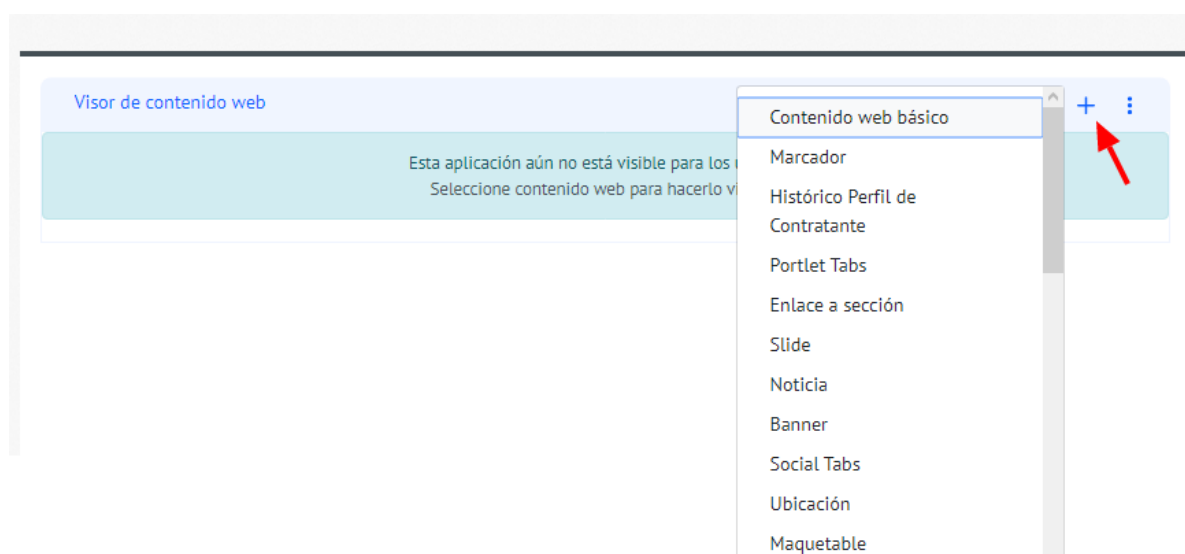 Visor de contenido web
Esta aplicación aún no está visible para los
Seleccione contenido web para hacerlo
Contenido web básico
Marcador
Histórico Perfil de
Contratante
Portlet Tabs
Enlace a sección
Slide
Noticia
Banner
Social Tabs
Ubicación
Maquetable